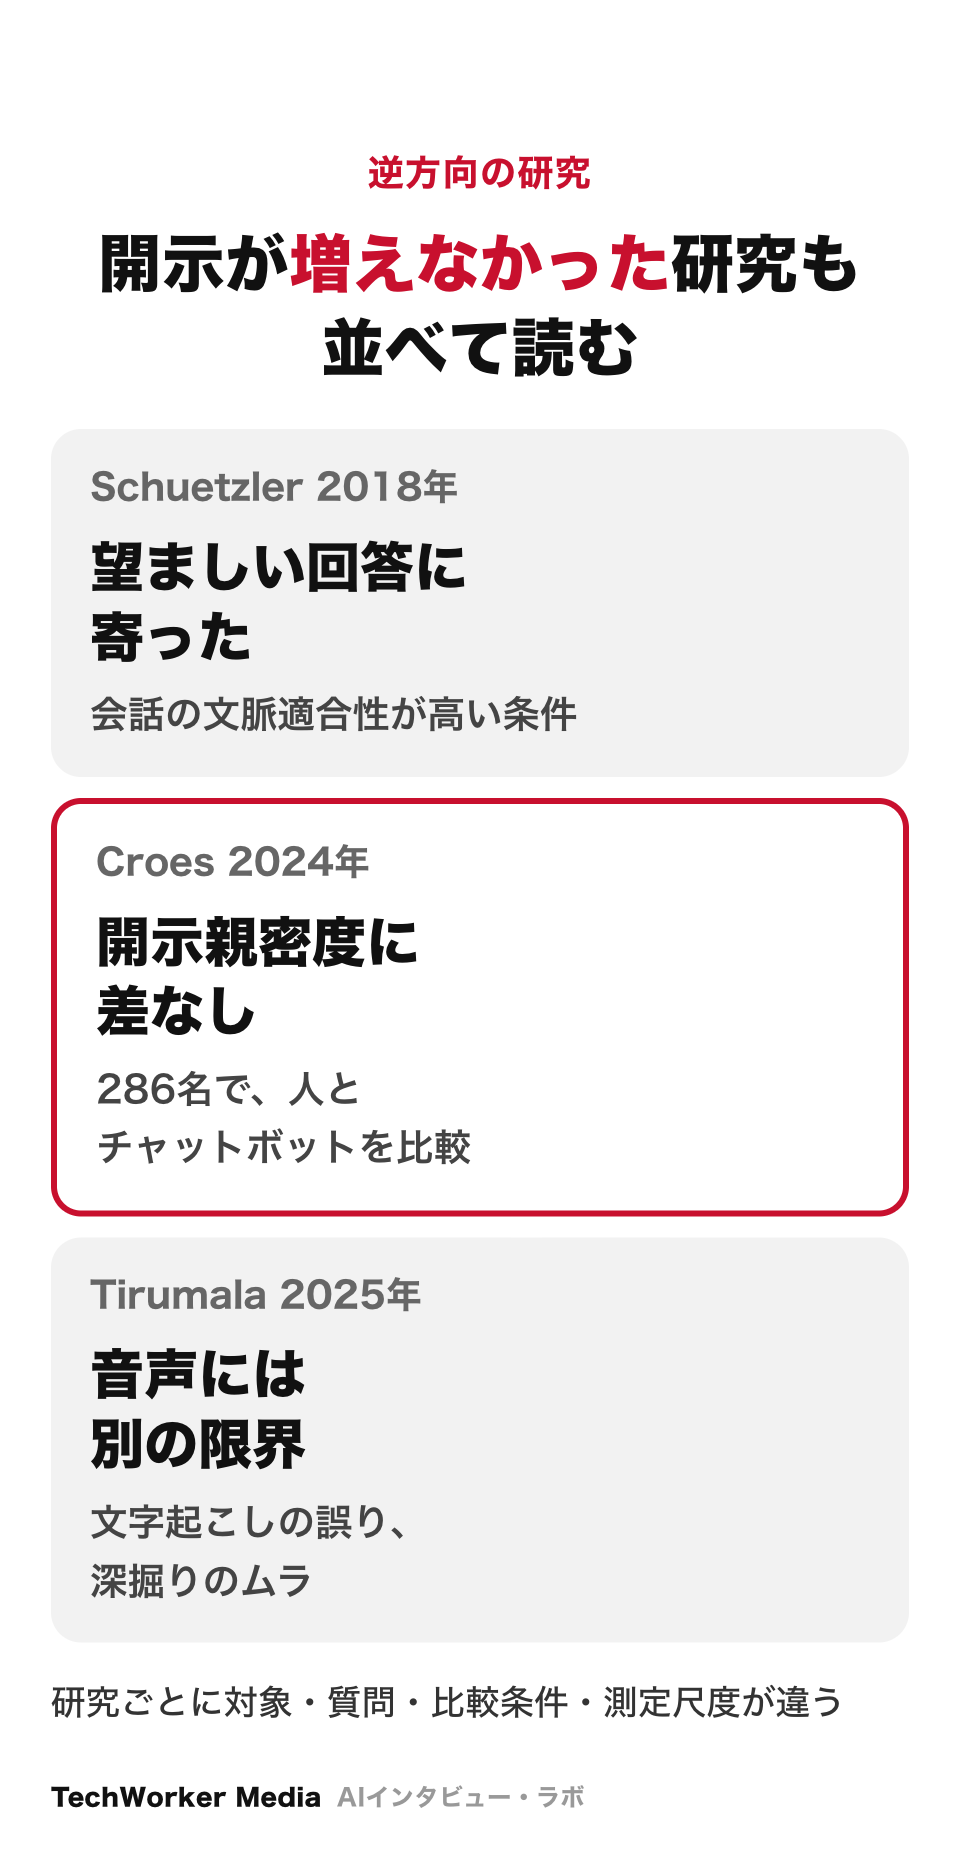 逆方向の研究
開示が増えなかった研究も
並べて読む
Schuetzler 2018年
望ましい回答に
寄った
会話の文脈適合性が高い条件
Croes 2024年
開示親密度に
差なし
286名で、人と
チャットボットを比較
Tirumala 2025年
音声には
別の限界
文字起こしの誤り、
深掘りのムラ
研究ごとに対象・質問・比較条件・測定尺度が違う
TechWorker Media AIインタビュー・ラボ